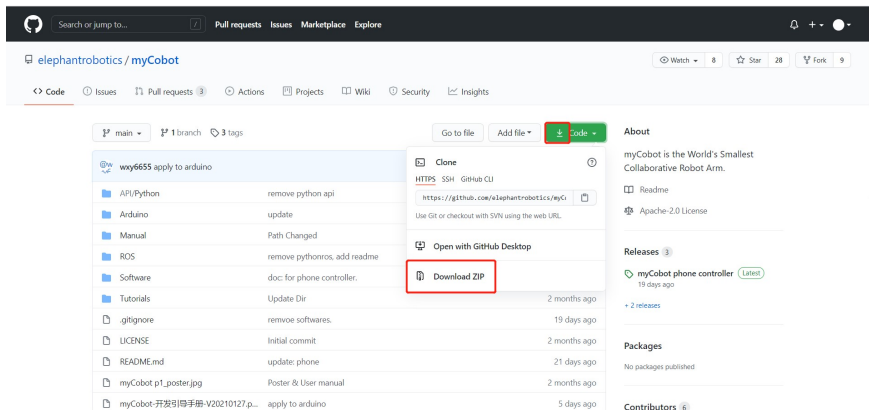 Search or jump to... / Pull requests Issues Marketplace Explore
elephantrobotics / myCobot Watch 8 Star 28 Fork 9
Code Issues Pull requests 3 Actions Projects Wiki Security Insights
main 1 branch 3 tags Go to file Add file Code About
myCobot is the World's Smallest
Collaborative Robot Arm.
wxy6655 apply to arduino Clone
HTTPS SSH GitHub CLI
https://github.com/elephantrobotics/myCo
Use Git or checkout with SVN using the web URL.
Open with GitHub Desktop
Download ZIP
API/Python remove python api
Arduino update
Manual Path Changed
ROS remove pythonros, add readme
Software doc: for phone controller.
Tutorials Update Dir 2 months ago
.gitignore remvoe softwares. 19 days ago
LICENSE Initial commit 2 months ago
README.md update: phone 21 days ago
myCobot p1_poster.jpg Poster & User manual 2 months ago
myCobot-开发引导手册-V20210127.p... apply to arduino 5 days ago
Readme
Apache-2.0 License
Releases 3
myCobot phone controller Latest
19 days ago
+ 2 releases
Packages
No packages published
Contributors 6